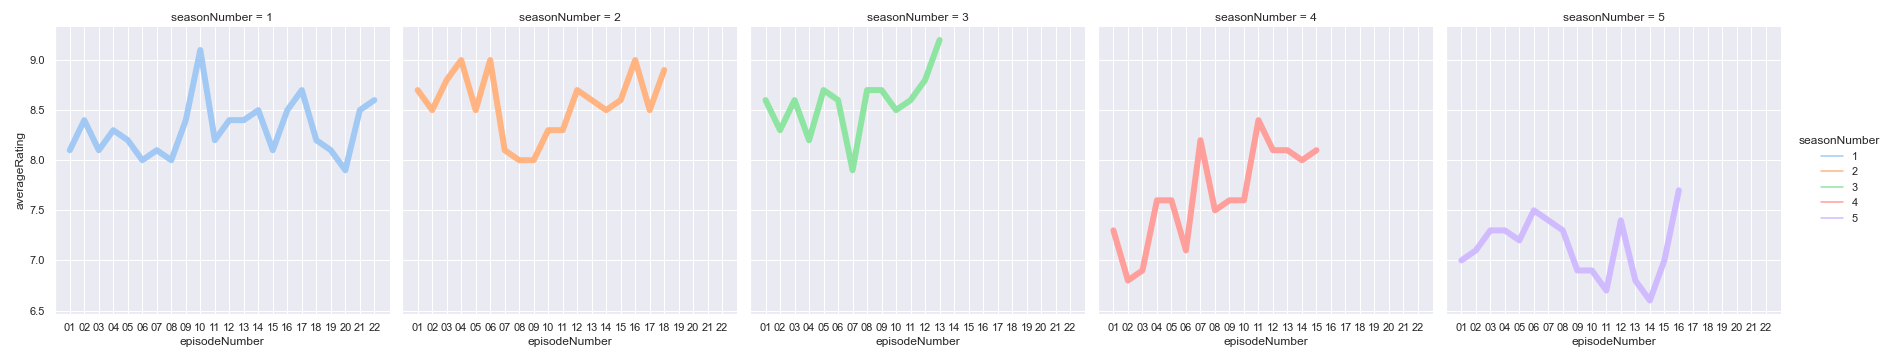 seasonNumber = 1
seasonNumber = 2
seasonNumber = 3
seasonNumber = 4
seasonNumber = 5
averageRating
9.0
8.5
8.0
7.5
7.0
6.5
01 02 03 04 05 06 07 08 09 10 11 12 13 14 15 16 17 18 19 20 21 22
episodeNumber
01 02 03 04 05 06 07 08 09 10 11 12 13 14 15 16 17 18 19 20 21 22
episodeNumber
01 02 03 04 05 06 07 08 09 10 11 12 13 14 15 16 17 18 19 20 21 22
episodeNumber
01 02 03 04 05 06 07 08 09 10 11 12 13 14 15 16 17 18 19 20 21 22
episodeNumber
01 02 03 04 05 06 07 08 09 10 11 12 13 14 15 16 17 18 19 20 21 22
episodeNumber
seasonNumber
1
2
3
4
5